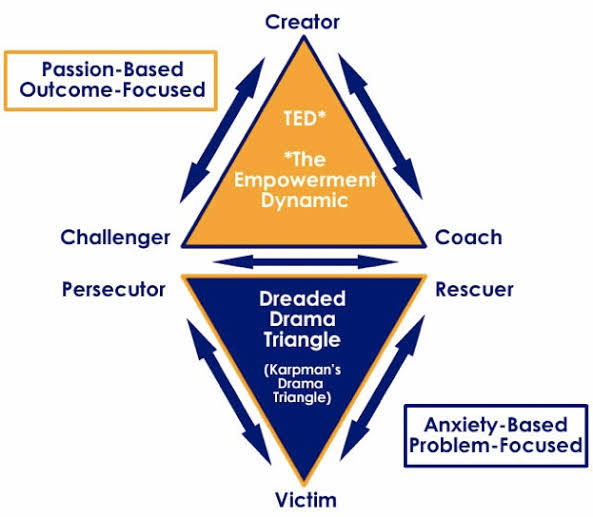 Creator
Passion-Based
Outcome-Focused
TED*
*The
Empowerment
Dynamic
Challenger
Coach
Persecutor
Rescuer
Dreaded
Drama
Triangle
(Karpman's
Drama
Triangle)
Anxiety-Based
Problem-Focused
Victim